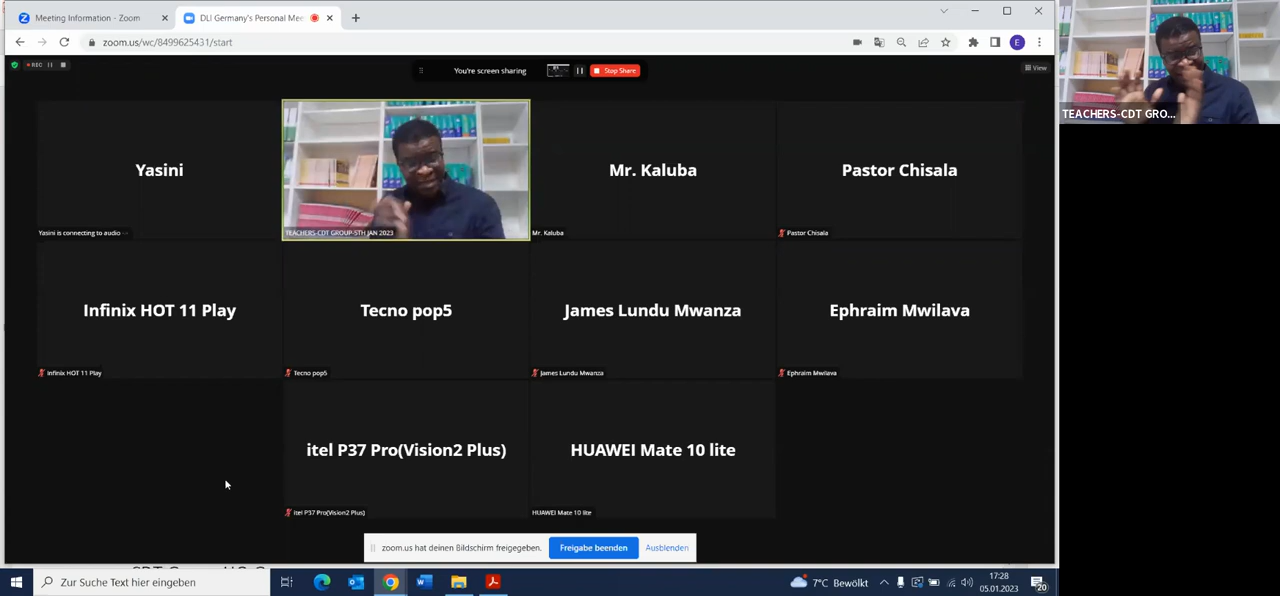 Meeting Information - Zoom
DLI Germany's Personal Mee
zoom.us/wc/8499625431/start
E
REC
You're screen sharing
Stop Share
View
TEACHERS-CDT GRO...
Yasini
Yasini is connecting to audio ···
TEACHERS-CDT GROUP-5TH JAN 2023
Mr. Kaluba
Mr. Kaluba
Pastor Chisala
Pastor Chisala
Infinix HOT 11 Play
Infinix HOT 11 Play
Tecno pop5
Tecno pop5
James Lundu Mwanza
James Lundu Mwanza
Ephraim Mwilava
Ephraim Mwilava
itel P37 Pro(Vision2 Plus)
itel P37 Pro(Vision2 Plus)
HUAWEI Mate 10 lite
HUAWEI Mate 10 lite
zoom.us hat deinen Bildschirm freigegeben.
Freigabe beenden
Ausblenden
Zur Suche Text hier eingeben
7°C Bewölkt
17:28
05.01.2023
20